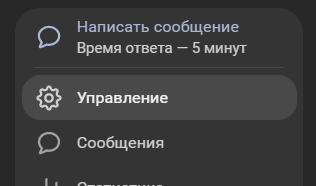 Написать сообщение
Время ответа — 5 минут
Управление
Сообщения